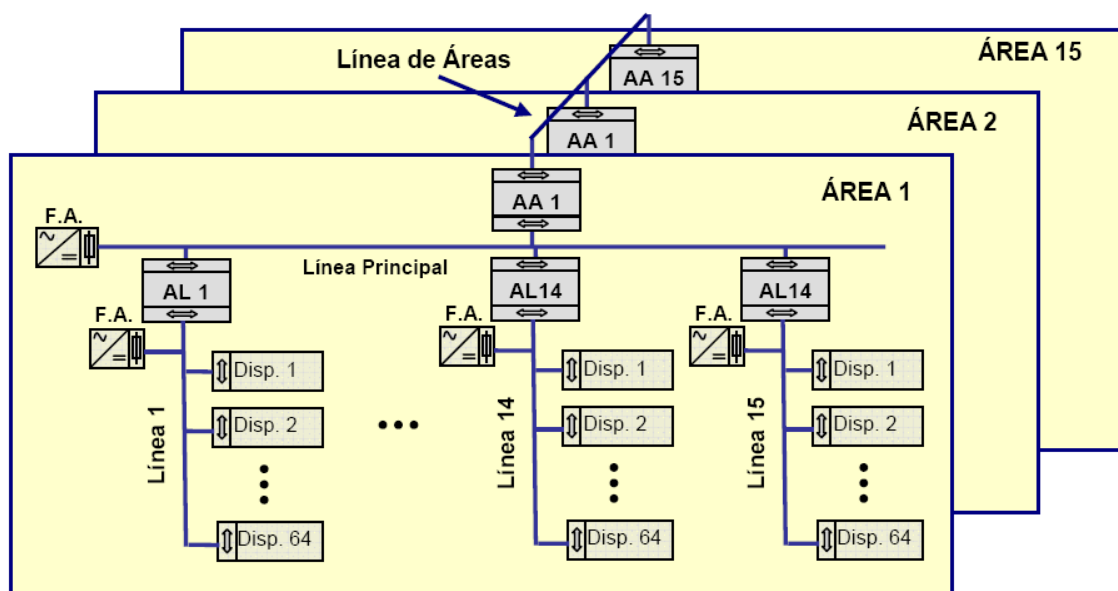 ÁREA 15
Línea de Áreas
AA 15
ÁREA 2
AA 1
ÁREA 1
AA 1
F.A.
Línea Principal
AL 1
AL14
AL14
F.A.
F.A.
F.A.
Disp. 1
Disp. 1
Disp. 1
Línea 1
Disp. 2
Línea 14
Disp. 2
Línea 15
Disp. 2
Disp. 64
Disp. 64
Disp. 64